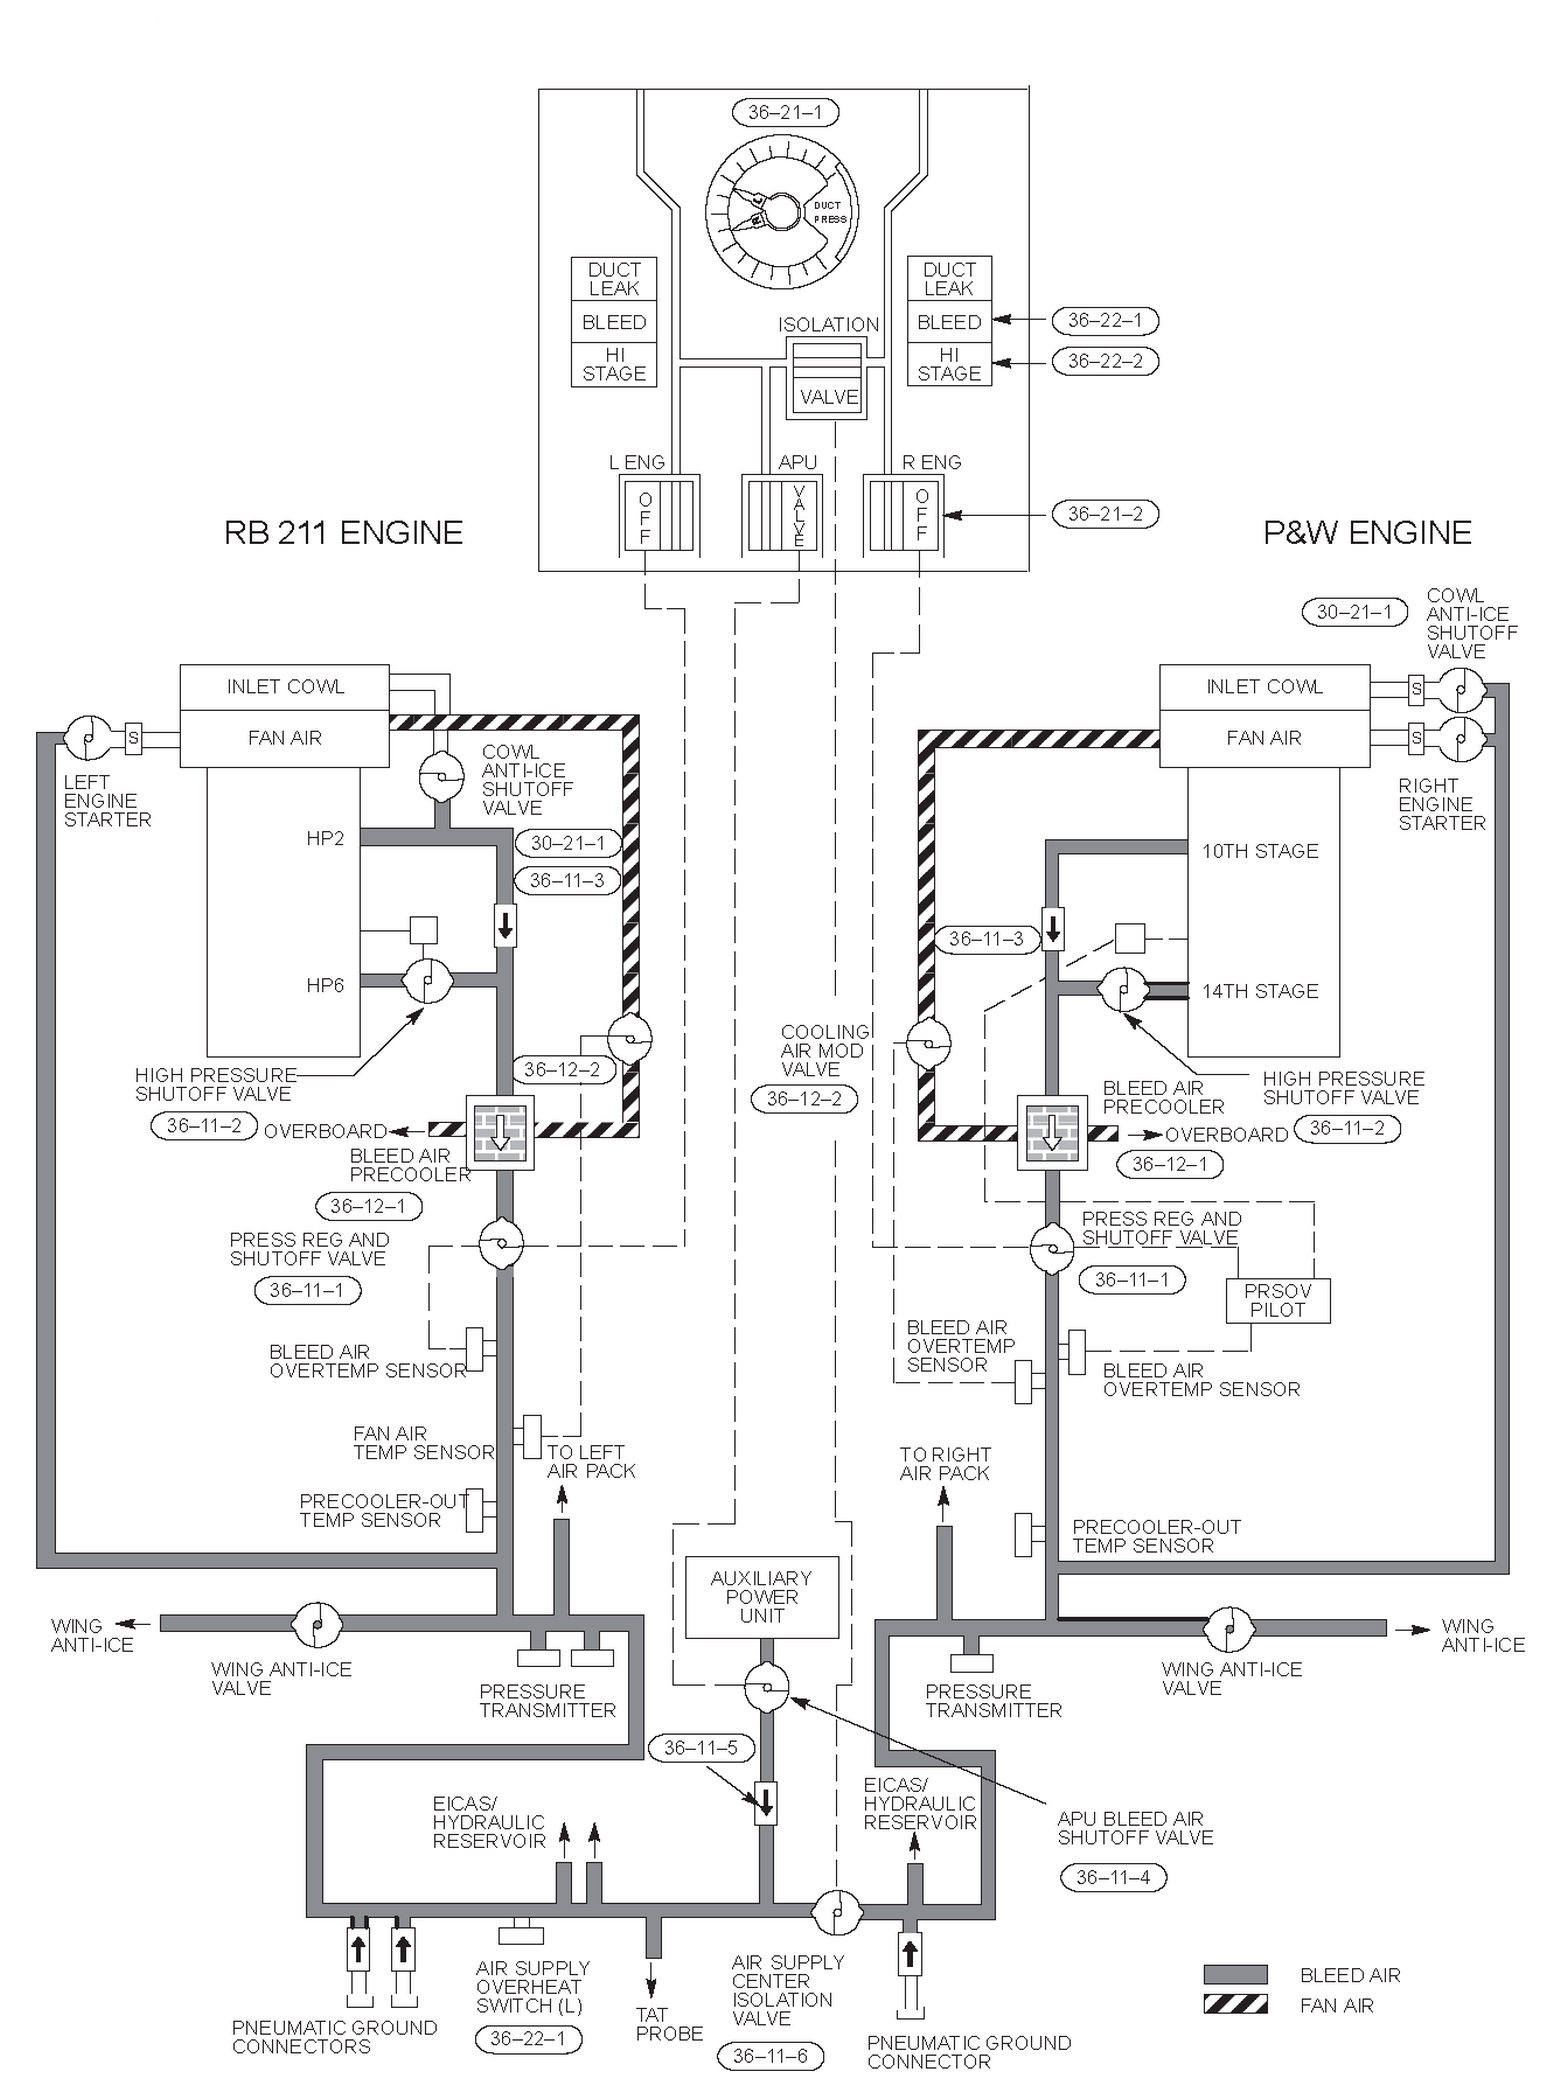 36–21–1
L
R
DUCT
PRESS
DUCT
LEAK
BLEED
HI
STAGE
ISOLATION
VALVE
DUCT
LEAK
BLEED
HI
STAGE
36–22–1
36–22–2
L ENG
OFF
APU
VALVE
R ENG
OFF
36–21–2
RB 211 ENGINE
P&W ENGINE
INLET COWL
FAN AIR
S
LEFT
ENGINE
STARTER
COWL
ANTI-ICE
SHUTOFF
VALVE
HP2
30–21–1
36–11–3
HP6
36–12–2
HIGH PRESSURE
SHUTOFF VALVE
36–11–2
OVERBOARD
BLEED AIR
PRECOOLER
36–12–1
PRESS REG AND
SHUTOFF VALVE
36–11–1
BLEED AIR
OVERTEMP SENSOR
FAN AIR
TEMP SENSOR
TO LEFT
AIR PACK
PRECOOLER-OUT
TEMP SENSOR
WING
ANTI-ICE
WING ANTI-ICE
VALVE
PRESSURE
TRANSMITTER
30–21–1
COWL
ANTI-ICE
SHUTOFF
VALVE
INLET COWL
S
FAN AIR
S
RIGHT
ENGINE
STARTER
10TH STAGE
36–11–3
14TH STAGE
COOLING
AIR MOD
VALVE
36–12–2
BLEED AIR
PRECOOLER
HIGH PRESSURE
SHUTOFF VALVE
36–11–2
OVERBOARD
36–12–1
PRESS REG AND
SHUTOFF VALVE
36–11–1
PRSOV
PILOT
BLEED AIR
OVERTEMP
SENSOR
BLEED AIR
OVERTEMP SENSOR
TO RIGHT
AIR PACK
PRECOOLER-OUT
TEMP SENSOR
AUXILIARY
POWER
UNIT
WING
ANTI-ICE
WING ANTI-ICE
VALVE
PRESSURE
TRANSMITTER
36–11–5
EICAS/
HYDRAULIC
RESERVOIR
EICAS/
HYDRAULIC
RESERVOIR
APU BLEED AIR
SHUTOFF VALVE
36–11–4
PNEUMATIC GROUND
CONNECTORS
AIR SUPPLY
OVERHEAT
SWITCH (L)
36–22–1
TAT
PROBE
AIR SUPPLY
CENTER
ISOLATION
VALVE
36–11–6
PNEUMATIC GROUND
CONNECTOR
BLEED AIR
FAN AIR